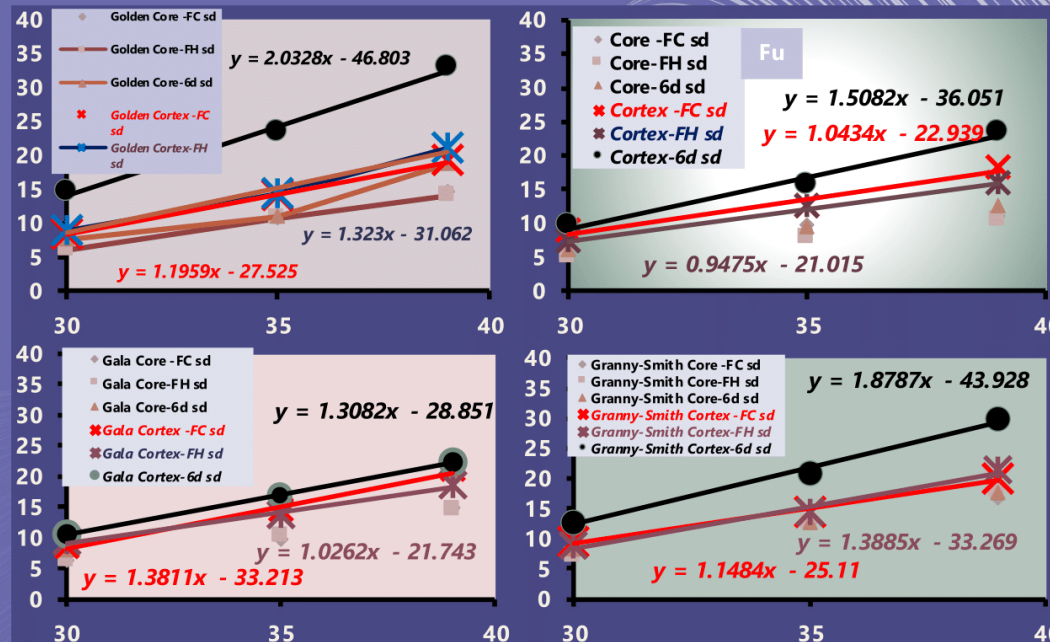 40
35
30
25
20
15
10
5
0
30
35
40
Golden Core -FC sd
Golden Core-FH sd
Golden Core-6d sd
Golden Cortex -FC
sd
Golden Cortex-FH
sd
y = 2.0328x - 46.803
y = 1.323x - 31.062
y = 1.1959x - 27.525
40
35
30
25
20
15
10
5
0
30
35
40
Core -FC sd
Core-FH sd
Core-6d sd
Cortex -FC sd
Cortex-FH sd
Cortex-6d sd
Fu
y = 1.5082x - 36.051
y = 1.0434x - 22.939
y = 0.9475x - 21.015
40
35
30
25
20
15
10
5
0
30
35
40
Gala Core -FC sd
Gala Core-FH sd
Gala Core-6d sd
Gala Cortex -FC sd
Gala Cortex-FH sd
Gala Cortex-6d sd
y = 1.3082x - 28.851
y = 1.0262x - 21.743
y = 1.3811x - 33.213
40
35
30
25
20
15
10
5
0
30
35
40
Granny-Smith Core -FC sd
Granny-Smith Core-FH sd
Granny-Smith Core-6d sd
Granny-Smith Cortex -FC sd
Granny-Smith Cortex-FH sd
Granny-Smith Cortex-6d sd
y = 1.8787x - 43.928
y = 1.3885x - 33.269
y = 1.1484x - 25.11